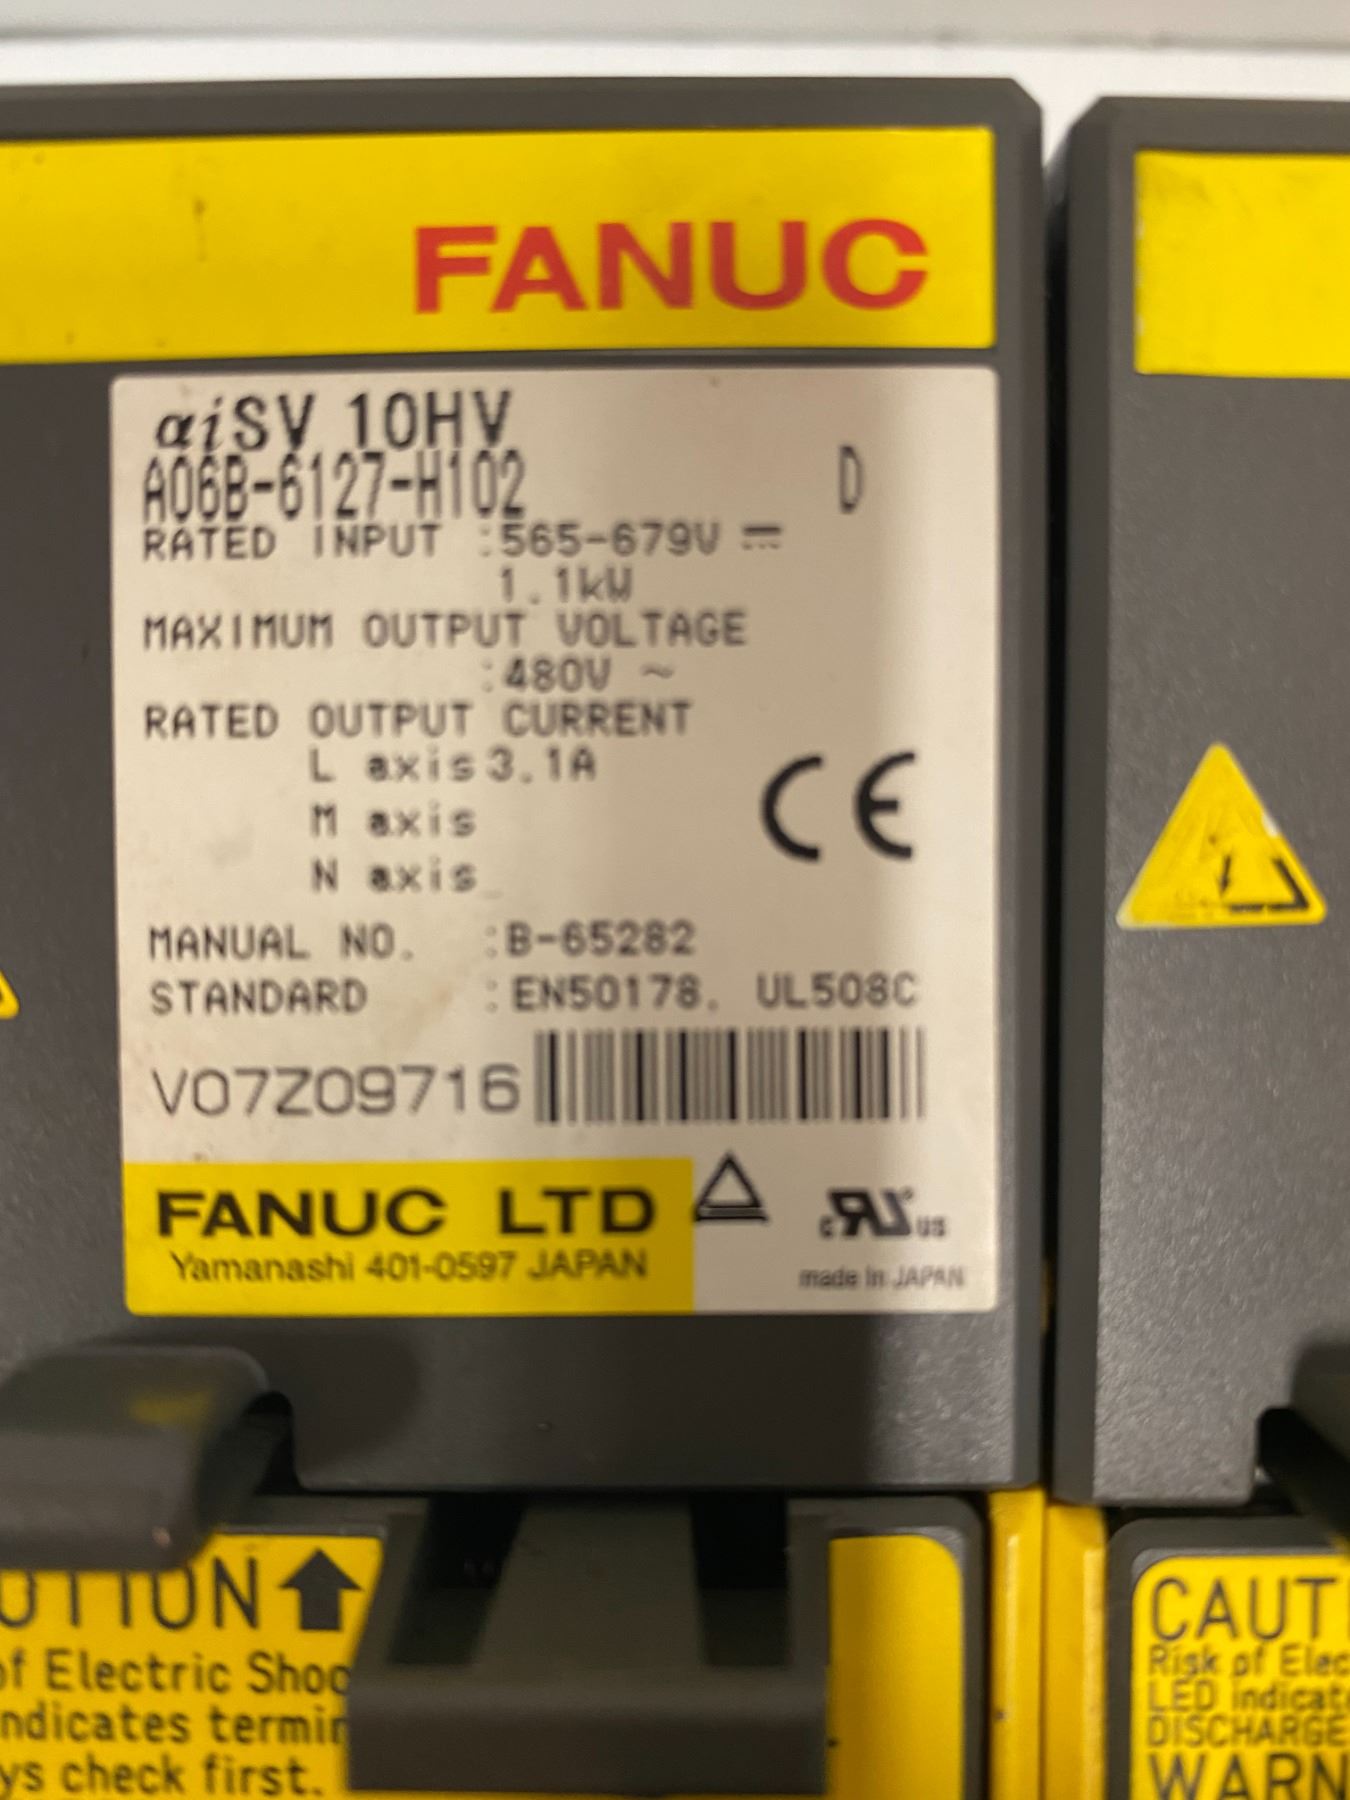 FANUC
αiSV 10HV
A06B-6127-H102 D
RATED INPUT :565-679V ⎓
1.1kW
MAXIMUM OUTPUT VOLTAGE
:480V ~
RATED OUTPUT CURRENT
L axis 3.1A
M axis
N axis
MANUAL NO. :B-65282
STANDARD :EN50178. UL508C
V07Z09716
FANUC LTD
Yamanashi 401-0597 JAPAN
CE
c RU us
made in JAPAN
UTION
of Electric Shoc
ndicates termin
ys check first.
CAUT
Risk of Elec
LED indicat
DISCHARGE
WARN